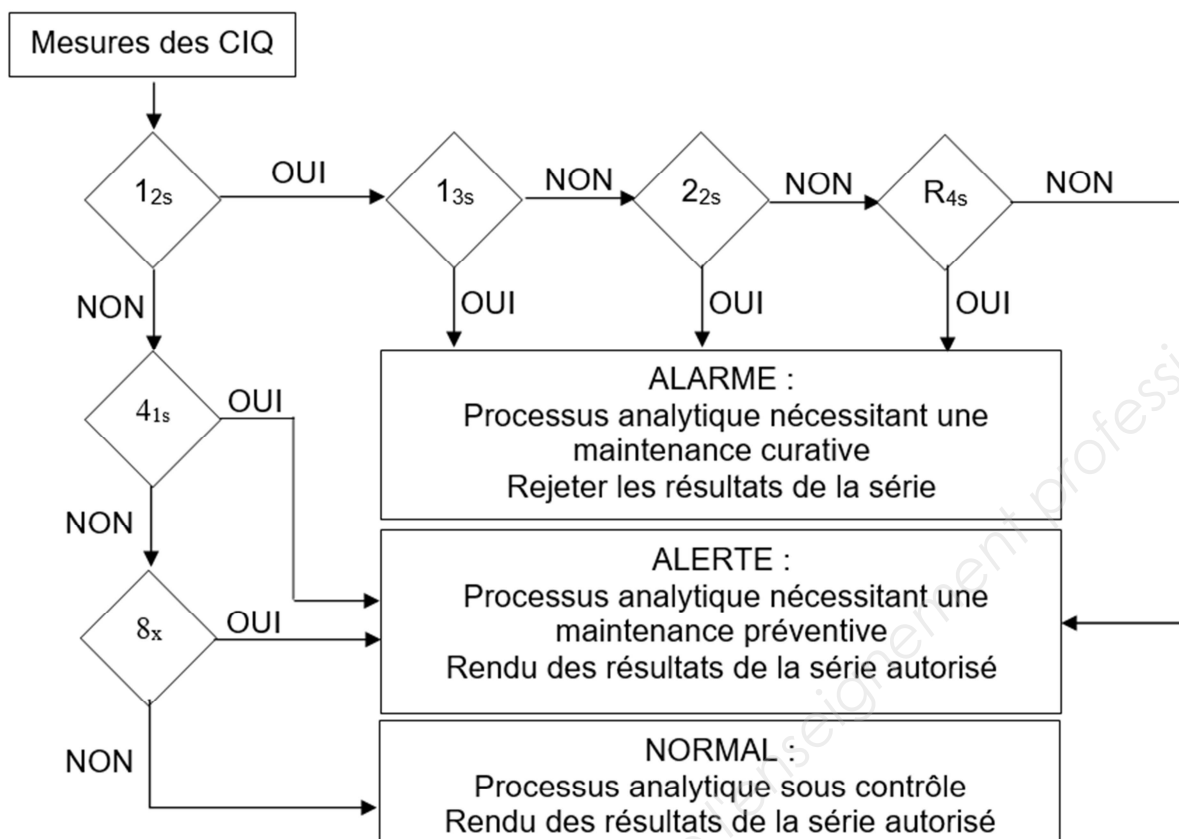 Mesures des CIQ
1₂ₛ
OUI
1₃ₛ
NON
2₂ₛ
NON
R₄ₛ
NON
NON
OUI
OUI
OUI
4₁ₛ
OUI
ALARME :
Processus analytique nécessitant une
maintenance curative
Rejeter les résultats de la série
NON
8ₓ
OUI
ALERTE :
Processus analytique nécessitant une
maintenance préventive
Rendu des résultats de la série autorisé
NON
NORMAL :
Processus analytique sous contrôle
Rendu des résultats de la série autorisé
l'enseignement